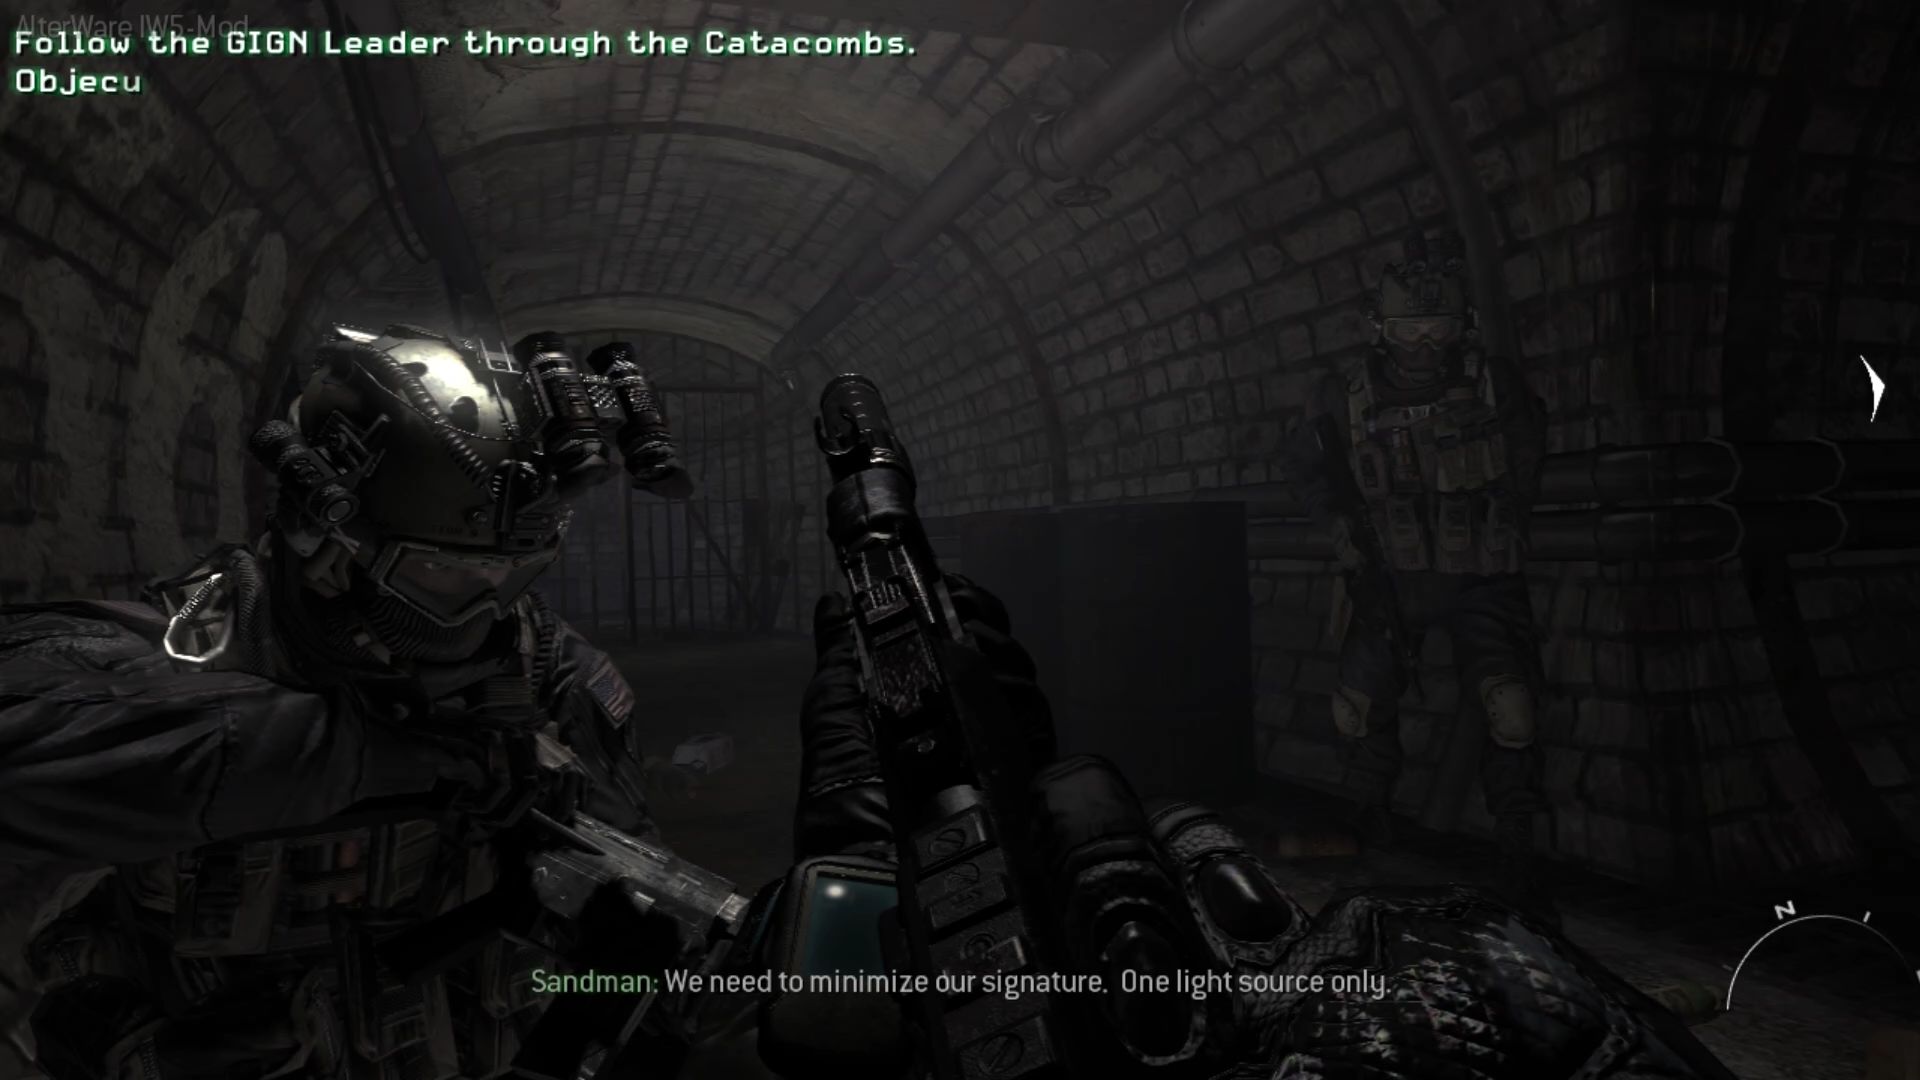 AlterWare IW5-Mod
Follow the GIGN Leader through the Catacombs.
Objecu
N
Sandman: We need to minimize our signature.  One light source only.